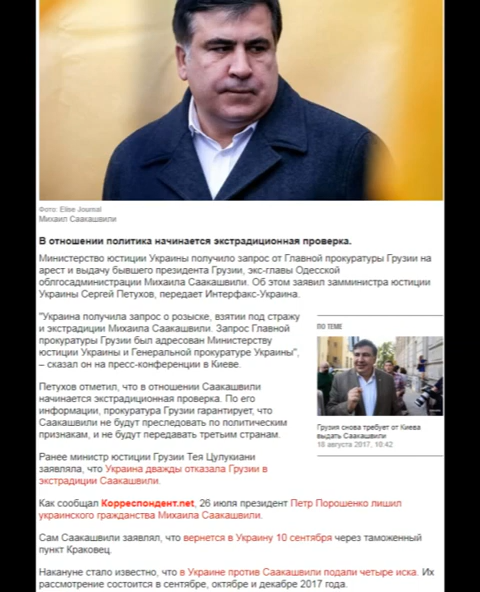 Фото: Elise Journal
Михаил Саакашвили
В отношении политика начинается экстрадиционная проверка.
Министерство юстиции Украины получило запрос от Главной прокуратуры Грузии на
арест и выдачу бывшего президента Грузии, экс-главы Одесской
облгосадминистрации Михаила Саакашвили. Об этом заявил замминистра юстиции
Украины Сергей Петухов, передает Интерфакс-Украина.
"Украина получила запрос о розыске, взятии под стражу
и экстрадиции Михаила Саакашвили. Запрос Главной
прокуратуры Грузии был адресован Министерству
юстиции Украины и Генеральной прокуратуре Украины",
– сказал он на пресс-конференции в Киеве.
Петухов отметил, что в отношении Саакашвили
начинается экстрадиционная проверка. По его
информации, прокуратура Грузии гарантирует, что
Саакашвили не будут преследовать по политическим
признакам, и не будут передавать третьим странам.
Ранее министр юстиции Грузии Тея Цулукиани
заявляла, что Украина дважды отказала Грузии в
экстрадиции Саакашвили.
ПО ТЕМЕ
Грузия снова требует от Киева
выдать Саакашвили
18 августа 2017, 10:42
Как сообщал Корреспондент.net, 26 июля президент Петр Порошенко лишил
украинского гражданства Михаила Саакашвили.
Сам Саакашвили заявлял, что вернется в Украину 10 сентября через таможенный
пункт Краковец.
Накануне стало известно, что в Украине против Саакашвили подали четыре иска. Их
рассмотрение состоится в сентябре, октябре и декабре 2017 года.